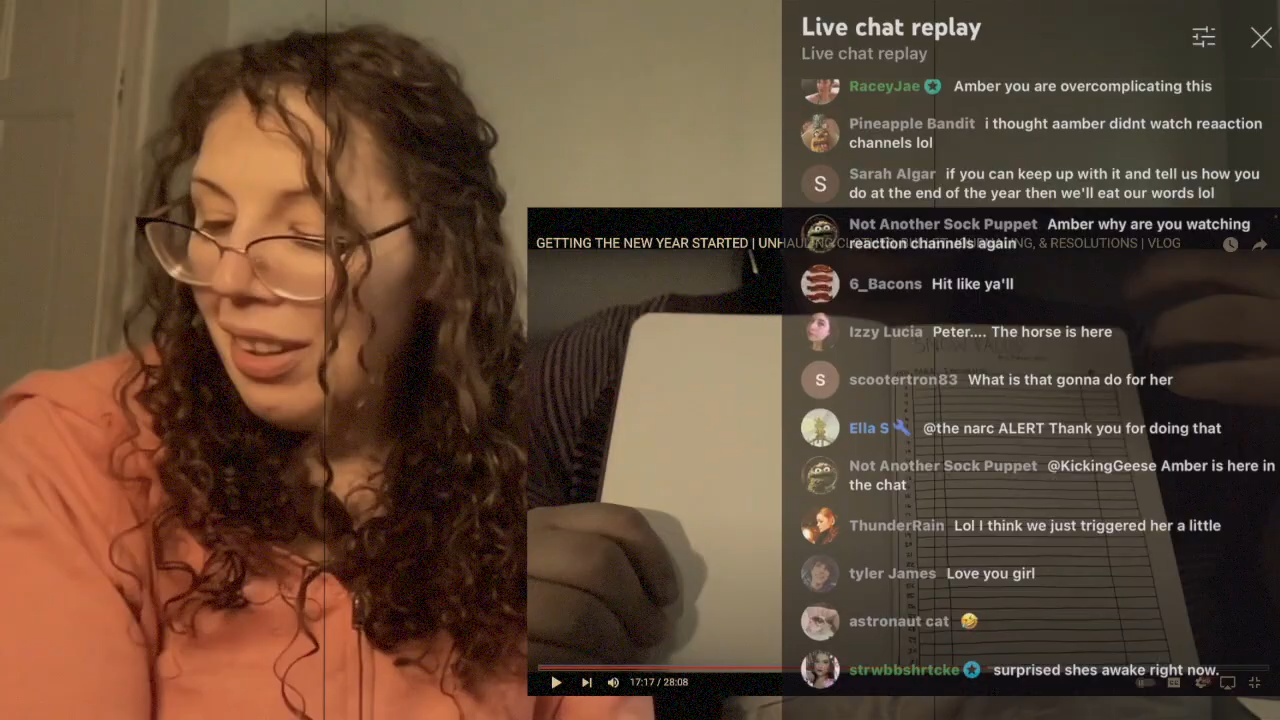 Live chat replay
Live chat replay
RaceyJae Amber you are overcomplicating this
Pineapple Bandit i thought aamber didnt watch reaaction
channels lol
S Sarah Algar if you can keep up with it and tell us how you
do at the end of the year then we'll eat our words lol
Not Another Sock Puppet Amber why are you watching
reaction channels again
GETTING THE NEW YEAR STARTED | UNHAULING & RESOLUTIONS | VLOG
6_Bacons Hit like ya'll
Izzy Lucia Peter.... The horse is here
S scootertron83 What is that gonna do for her
Ella S @the narc ALERT Thank you for doing that
Not Another Sock Puppet @KickingGeese Amber is here in
the chat
ThunderRain Lol I think we just triggered her a little
tyler James Love you girl
astronaut cat 🤣
strwbbshrtcke surprised shes awake right now.
17:17 / 28:08